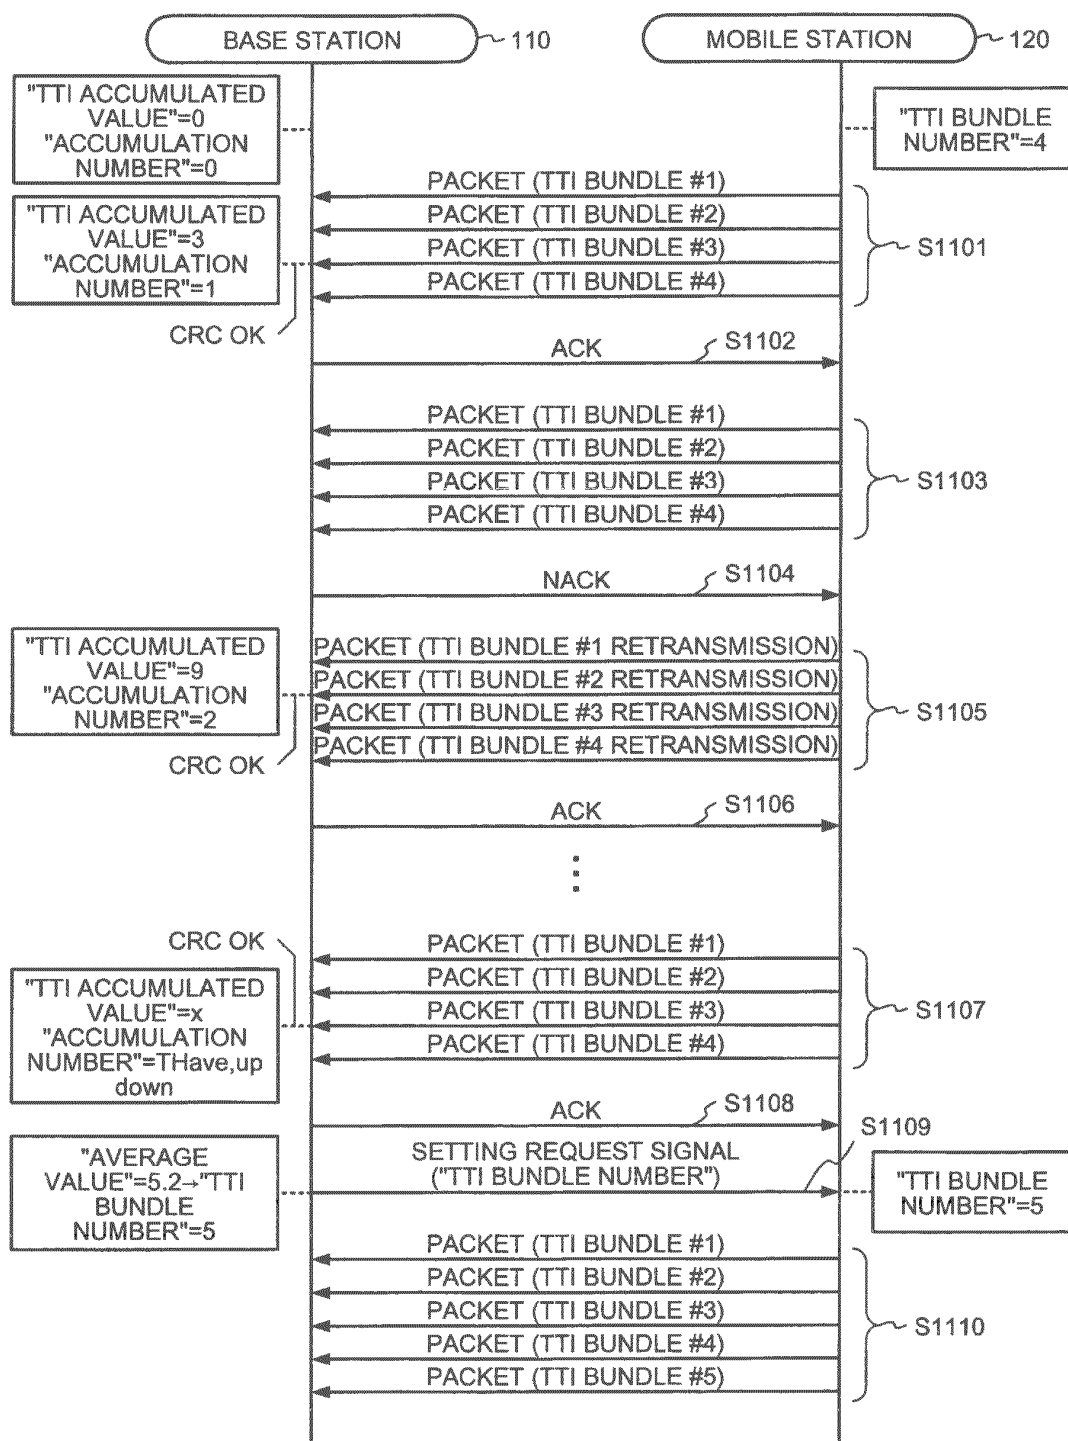 BASE STATION
110
MOBILE STATION
120
"TTI ACCUMULATED
VALUE"=0
"ACCUMULATION
NUMBER"=0
"TTI BUNDLE
NUMBER"=4
PACKET (TTI BUNDLE #1)
PACKET (TTI BUNDLE #2)
PACKET (TTI BUNDLE #3)
PACKET (TTI BUNDLE #4)
S1101
"TTI ACCUMULATED
VALUE"=3
"ACCUMULATION
NUMBER"=1
CRC OK
ACK
S1102
PACKET (TTI BUNDLE #1)
PACKET (TTI BUNDLE #2)
PACKET (TTI BUNDLE #3)
PACKET (TTI BUNDLE #4)
S1103
NACK
S1104
"TTI ACCUMULATED
VALUE"=9
"ACCUMULATION
NUMBER"=2
CRC OK
PACKET (TTI BUNDLE #1 RETRANSMISSION)
PACKET (TTI BUNDLE #2 RETRANSMISSION)
PACKET (TTI BUNDLE #3 RETRANSMISSION)
PACKET (TTI BUNDLE #4 RETRANSMISSION)
S1105
ACK
S1106
CRC OK
PACKET (TTI BUNDLE #1)
PACKET (TTI BUNDLE #2)
PACKET (TTI BUNDLE #3)
PACKET (TTI BUNDLE #4)
S1107
"TTI ACCUMULATED
VALUE"=x
"ACCUMULATION
NUMBER"=THave,up
down
ACK
S1108
"AVERAGE
VALUE"=5.2→"TTI
BUNDLE
NUMBER"=5
SETTING REQUEST SIGNAL
("TTI BUNDLE NUMBER")
S1109
"TTI BUNDLE
NUMBER"=5
PACKET (TTI BUNDLE #1)
PACKET (TTI BUNDLE #2)
PACKET (TTI BUNDLE #3)
PACKET (TTI BUNDLE #4)
PACKET (TTI BUNDLE #5)
S1110